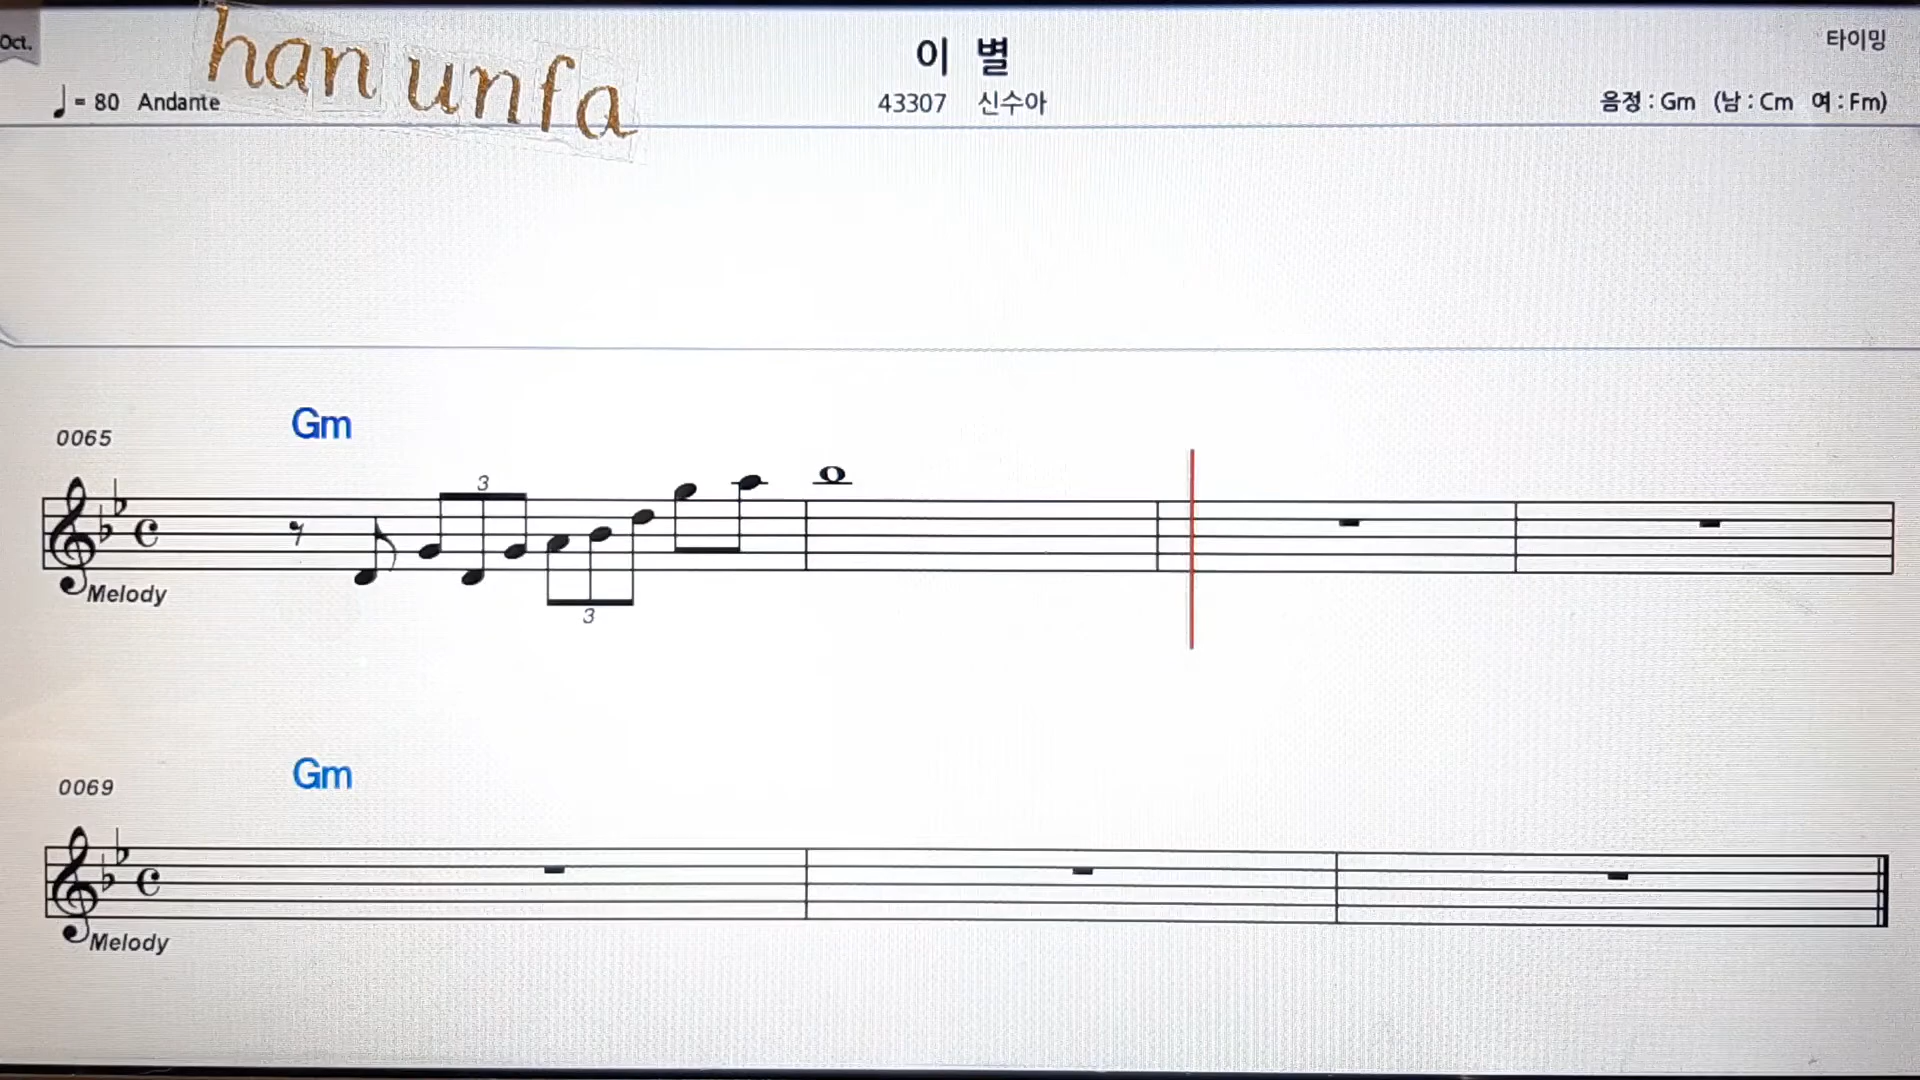 Oct.
han unfa
이 별
타이밍
♩= 80 Andante
43307 신수아
음정 : Gm (남 : Cm 여 : Fm)
Gm
0065
3
Melody
3
Gm
0069
Melody